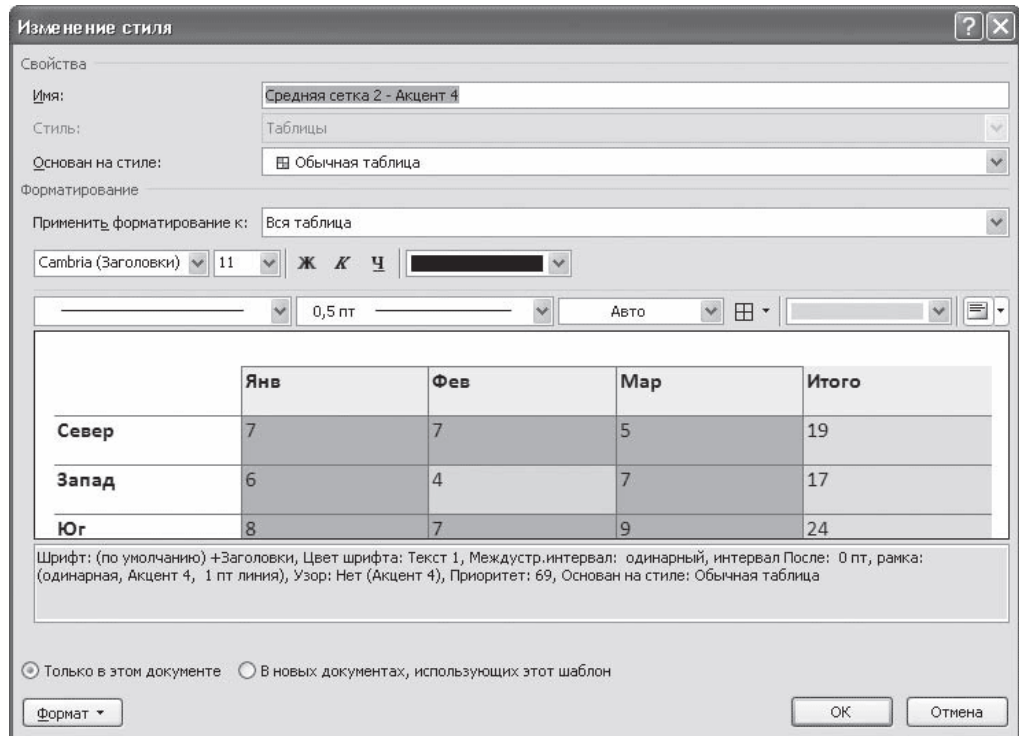 Изменение стиля
Свойства
Имя: Средняя сетка 2 - Акцент 4
Стиль: Таблицы
Основан на стиле: Обычная таблица
Форматирование
Применить форматирование к: Вся таблица
Cambria (Заголовки) 11 Ж К Ч
0,5 пт Авто
Янв Фев Мар Итого
Север 7 7 5 19
Запад 6 4 7 17
Юг 8 7 9 24
Шрифт: (по умолчанию) +Заголовки, Цвет шрифта: Текст 1, Междустр.интервал: одинарный, интервал После: 0 пт, рамка:
(одинарная, Акцент 4, 1 пт линия), Узор: Нет (Акцент 4), Приоритет: 69, Основан на стиле: Обычная таблица
Только в этом документе В новых документах, использующих этот шаблон
Формат ОК Отмена